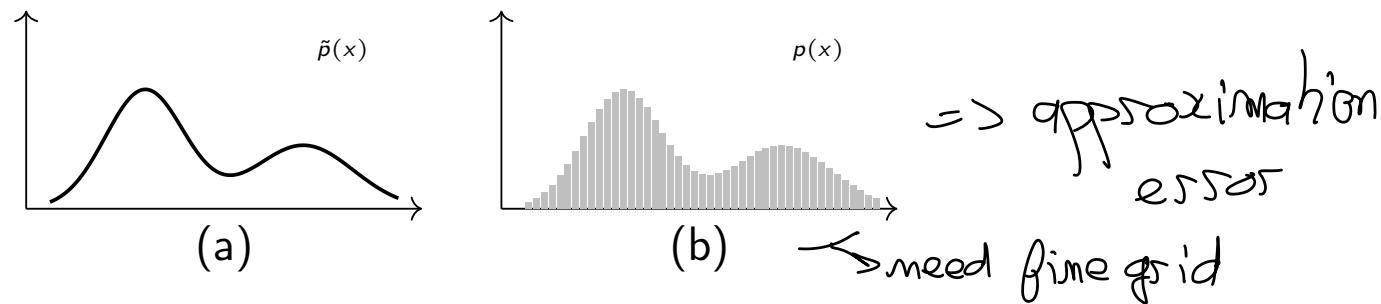 p̃(x)
p(x)
=> approximation
error
(a)
(b)
need fine grid